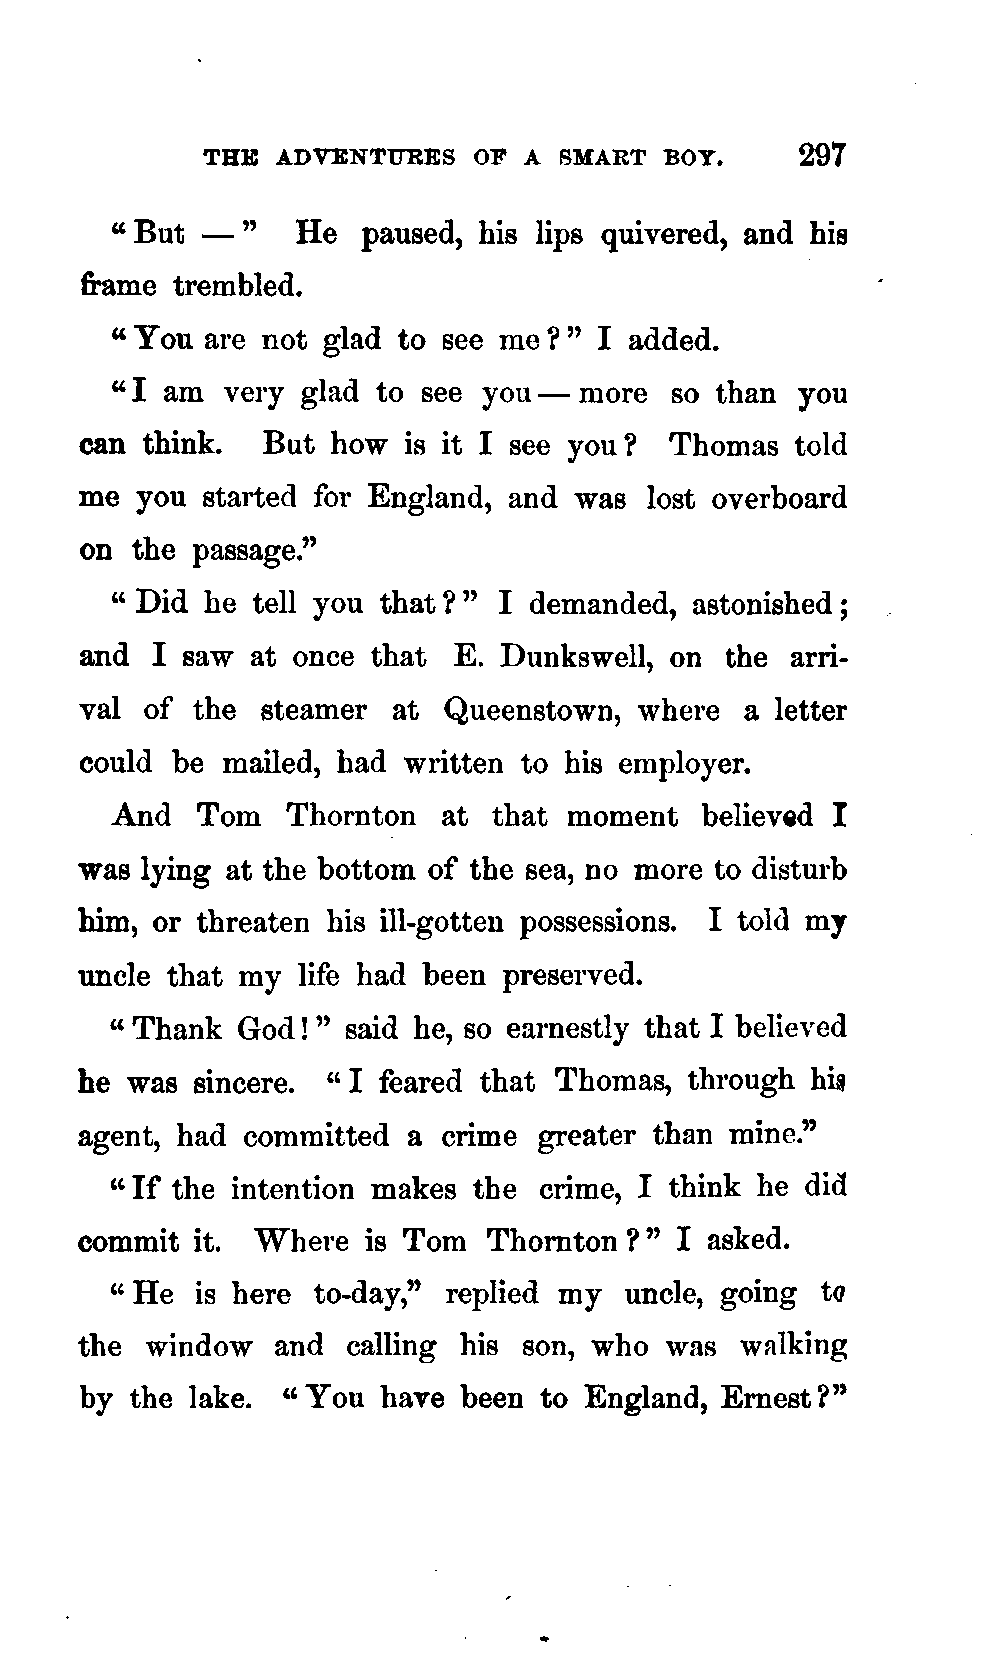 THE ADVENTURES OF A SMART BOY. 297
“But — ” He paused, his lips quivered, and his
frame trembled.
“You are not glad to see me?” I added.
“I am very glad to see you — more so than you
can think. But how is it I see you? Thomas told
me you started for England, and was lost overboard
on the passage.”
“Did he tell you that?” I demanded, astonished;
and I saw at once that E. Dunkswell, on the arri-
val of the steamer at Queenstown, where a letter
could be mailed, had written to his employer.
And Tom Thornton at that moment believed I
was lying at the bottom of the sea, no more to disturb
him, or threaten his ill-gotten possessions. I told my
uncle that my life had been preserved.
“Thank God!” said he, so earnestly that I believed
he was sincere. “I feared that Thomas, through his
agent, had committed a crime greater than mine.”
“If the intention makes the crime, I think he did
commit it. Where is Tom Thornton?” I asked.
“He is here to-day,” replied my uncle, going to
the window and calling his son, who was walking
by the lake. “You have been to England, Ernest?”